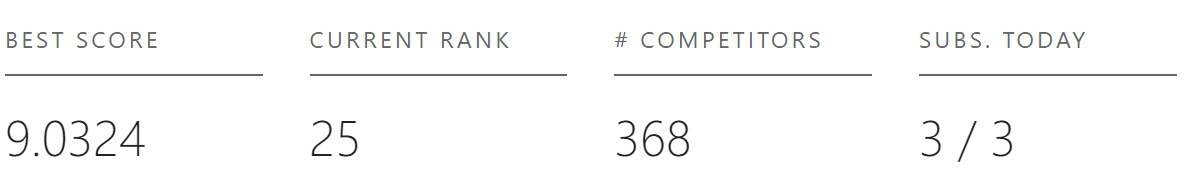 BEST SCORE CURRENT RANK # COMPETITORS SUBS. TODAY
9.0324 25 368 3 / 3